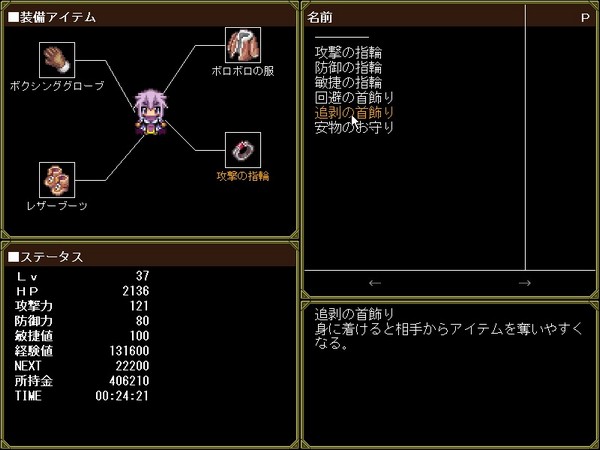 ■装備アイテム
ボロボロの服
ボクシンググローブ
攻撃の指輪
レザーブーツ
■ステータス
Ｌｖ 37
ＨＰ 2136
攻撃力 121
防御力 80
敏捷値 100
経験値 131600
NEXT 22200
所持金 406210
TIME 00:24:21
名前 P
攻撃の指輪
防御の指輪
敏捷の指輪
回避の首飾り
追剥の首飾り
安物のお守り
← →
追剥の首飾り
身に着けると相手からアイテムを奪いやすく
なる。